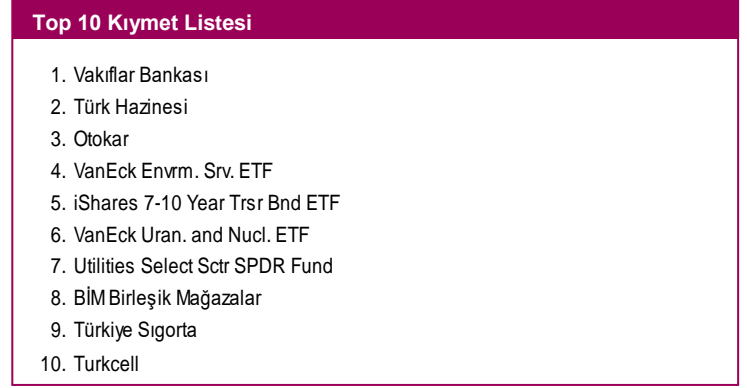 Top 10 Kıymet Listesi
1. Vakıflar Bankası
2. Türk Hazinesi
3. Otokar
4. VanEck Envrm. Srv. ETF
5. iShares 7-10 Year Trsr Bnd ETF
6. VanEck Uran. and Nucl. ETF
7. Utilities Select Sctr SPDR Fund
8. BİM Birleşik Mağazalar
9. Türkiye Sıgorta
10. Turkcell